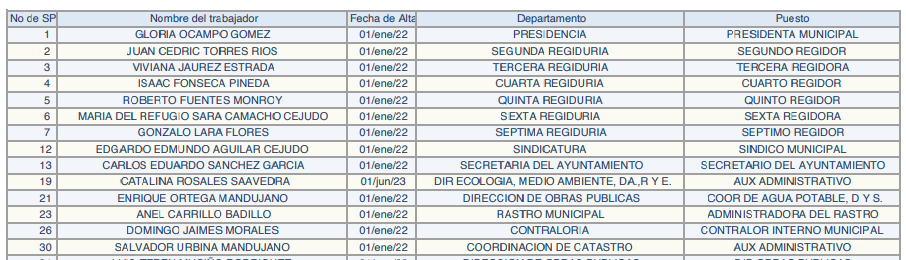 No de SP Nombre del trabajador Fecha de Alta Departamento Puesto
1 GLORIA OCAMPO GOMEZ 01/ene/22 PRESIDENCIA PRESIDENTA MUNICIPAL
2 JUAN CEDRIC TORRES RIOS 01/ene/22 SEGUNDA REGIDURIA SEGUNDO REGIDOR
3 VIVIANA JAUREZ ESTRADA 01/ene/22 TERCERA REGIDURIA TERCERA REGIDORA
4 ISAAC FONSECA PINEDA 01/ene/22 CUARTA REGIDURIA CUARTO REGIDOR
5 ROBERTO FUENTES MONROY 01/ene/22 QUINTA REGIDURIA QUINTO REGIDOR
6 MARIA DEL REFUGIO SARA CAMACHO CEJUDO 01/ene/22 SEXTA REGIDURIA SEXTA REGIDORA
7 GONZALO LARA FLORES 01/ene/22 SEPTIMA REGIDURIA SEPTIMO REGIDOR
12 EDGARDO EDMUNDO AGUILAR CEJUDO 01/ene/22 SINDICATURA SINDICO MUNICIPAL
13 CARLOS EDUARDO SANCHEZ GARCIA 01/ene/22 SECRETARIA DEL AYUNTAMIENTO SECRETARIO DEL AYUNTAMIENTO
19 CATALINA ROSALES SAAVEDRA 01/jun/23 DIR ECOLOGIA, MEDIO AMBIENTE, DA.,R Y E. AUX ADMINISTRATIVO
21 ENRIQUE ORTEGA MANDUJANO 01/ene/22 DIRECCION DE OBRAS PUBLICAS COOR DE AGUA POTABLE, D Y S.
23 ANEL CARRILLO BADILLO 01/ene/22 RASTRO MUNICIPAL ADMINISTRADORA DEL RASTRO
26 DOMINGO JAIMES MORALES 01/ene/22 CONTRALORIA CONTRALOR INTERNO MUNICIPAL
30 SALVADOR URBINA MANDUJANO 01/ene/22 COORDINACION DE CATASTRO AUX ADMINISTRATIVO